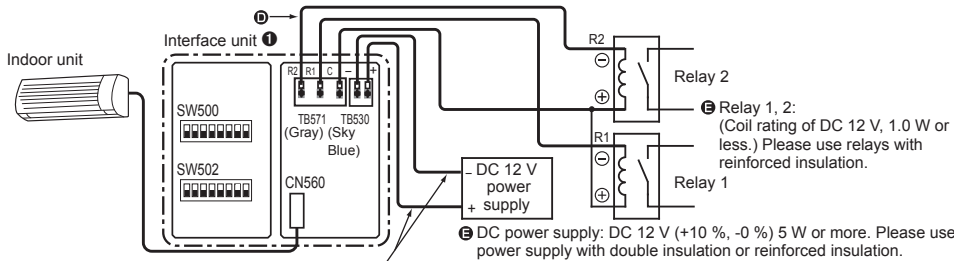 D
R2
Interface unit 1
Indoor unit
R2 R1 C – +
–
Relay 2
+
SW500
TB571 TB530
(Gray) (Sky
Blue)
E Relay 1, 2:
(Coil rating of DC 12 V, 1.0 W or
less.) Please use relays with
reinforced insulation.
R1
–
SW502
– DC 12 V
power
+ supply
CN560
Relay 1
+
E DC power supply: DC 12 V (+10 %, -0 %) 5 W or more. Please use
power supply with double insulation or reinforced insulation.